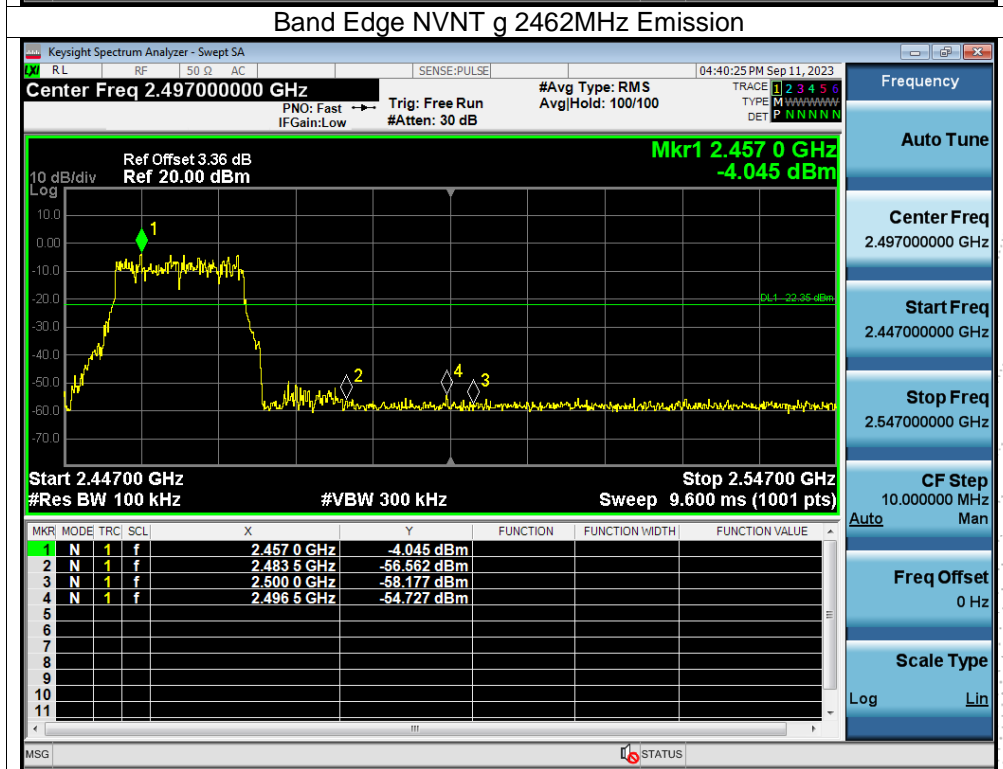 Band Edge NVNT g 2462MHz Emission
Keysight Spectrum Analyzer - Swept SA
LXI RL RF 50 Ω AC SENSE:PULSE 04:40:25 PM Sep 11, 2023
Center Freq 2.497000000 GHz
PNO: Fast
IFGain:Low
Trig: Free Run
#Atten: 30 dB
#Avg Type: RMS
Avg|Hold: 100/100
TRACE 1 2 3 4 5 6
TYPE M WWWWW
DET P N N N N N
Ref Offset 3.36 dB
10 dB/div Ref 20.00 dBm
Log
Mkr1 2.457 0 GHz
-4.045 dBm
10.0
0.00
-10.0
-20.0
-30.0
-40.0
-50.0
-60.0
-70.0
1
2
4
3
DL1 -22.35 dBm
Start 2.44700 GHz Stop 2.54700 GHz
#Res BW 100 kHz #VBW 300 kHz Sweep 9.600 ms (1001 pts)
MKR MODE TRC SCL X Y FUNCTION FUNCTION WIDTH FUNCTION VALUE
1 N 1 f 2.457 0 GHz -4.045 dBm
2 N 1 f 2.483 5 GHz -56.562 dBm
3 N 1 f 2.500 0 GHz -58.177 dBm
4 N 1 f 2.496 5 GHz -54.727 dBm
5
6
7
8
9
10
11
MSG STATUS
Frequency
Auto Tune
Center Freq
2.497000000 GHz
Start Freq
2.447000000 GHz
Stop Freq
2.547000000 GHz
CF Step
10.000000 MHz
Auto Man
Freq Offset
0 Hz
Scale Type
Log Lin